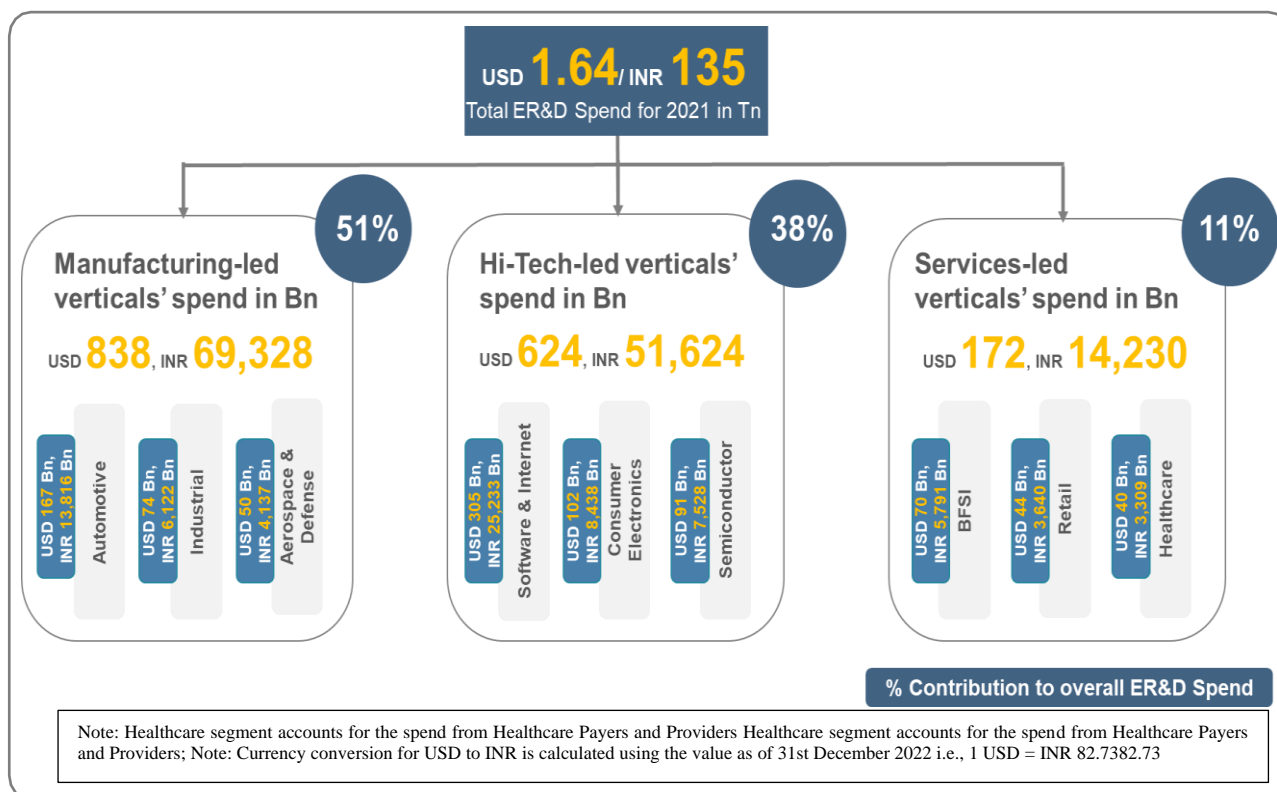 USD 1.64/ INR 135
Total ER&D Spend for 2021 in Tn
51%
Manufacturing-led
verticals' spend in Bn
USD 838, INR 69,328
USD 167 Bn,
INR 13,816 Bn
Automotive
USD 74 Bn,
INR 6,122 Bn
Industrial
USD 50 Bn,
INR 4,137 Bn
Aerospace &
Defense
38%
Hi-Tech-led verticals'
spend in Bn
USD 624, INR 51,624
USD 305 Bn,
INR 25,233 Bn
Software & Internet
USD 102 Bn,
INR 8,438 Bn
Consumer
Electronics
USD 91 Bn,
INR 7,528 Bn
Semiconductor
11%
Services-led
verticals' spend in Bn
USD 172, INR 14,230
USD 70 Bn,
INR 5,791 Bn
BFSI
USD 44 Bn,
INR 3,640 Bn
Retail
USD 40 Bn,
INR 3,309 Bn
Healthcare
% Contribution to overall ER&D Spend
Note: Healthcare segment accounts for the spend from Healthcare Payers and Providers Healthcare segment accounts for the spend from Healthcare Payers
and Providers; Note: Currency conversion for USD to INR is calculated using the value as of 31st December 2022 i.e., 1 USD = INR 82.7382.73